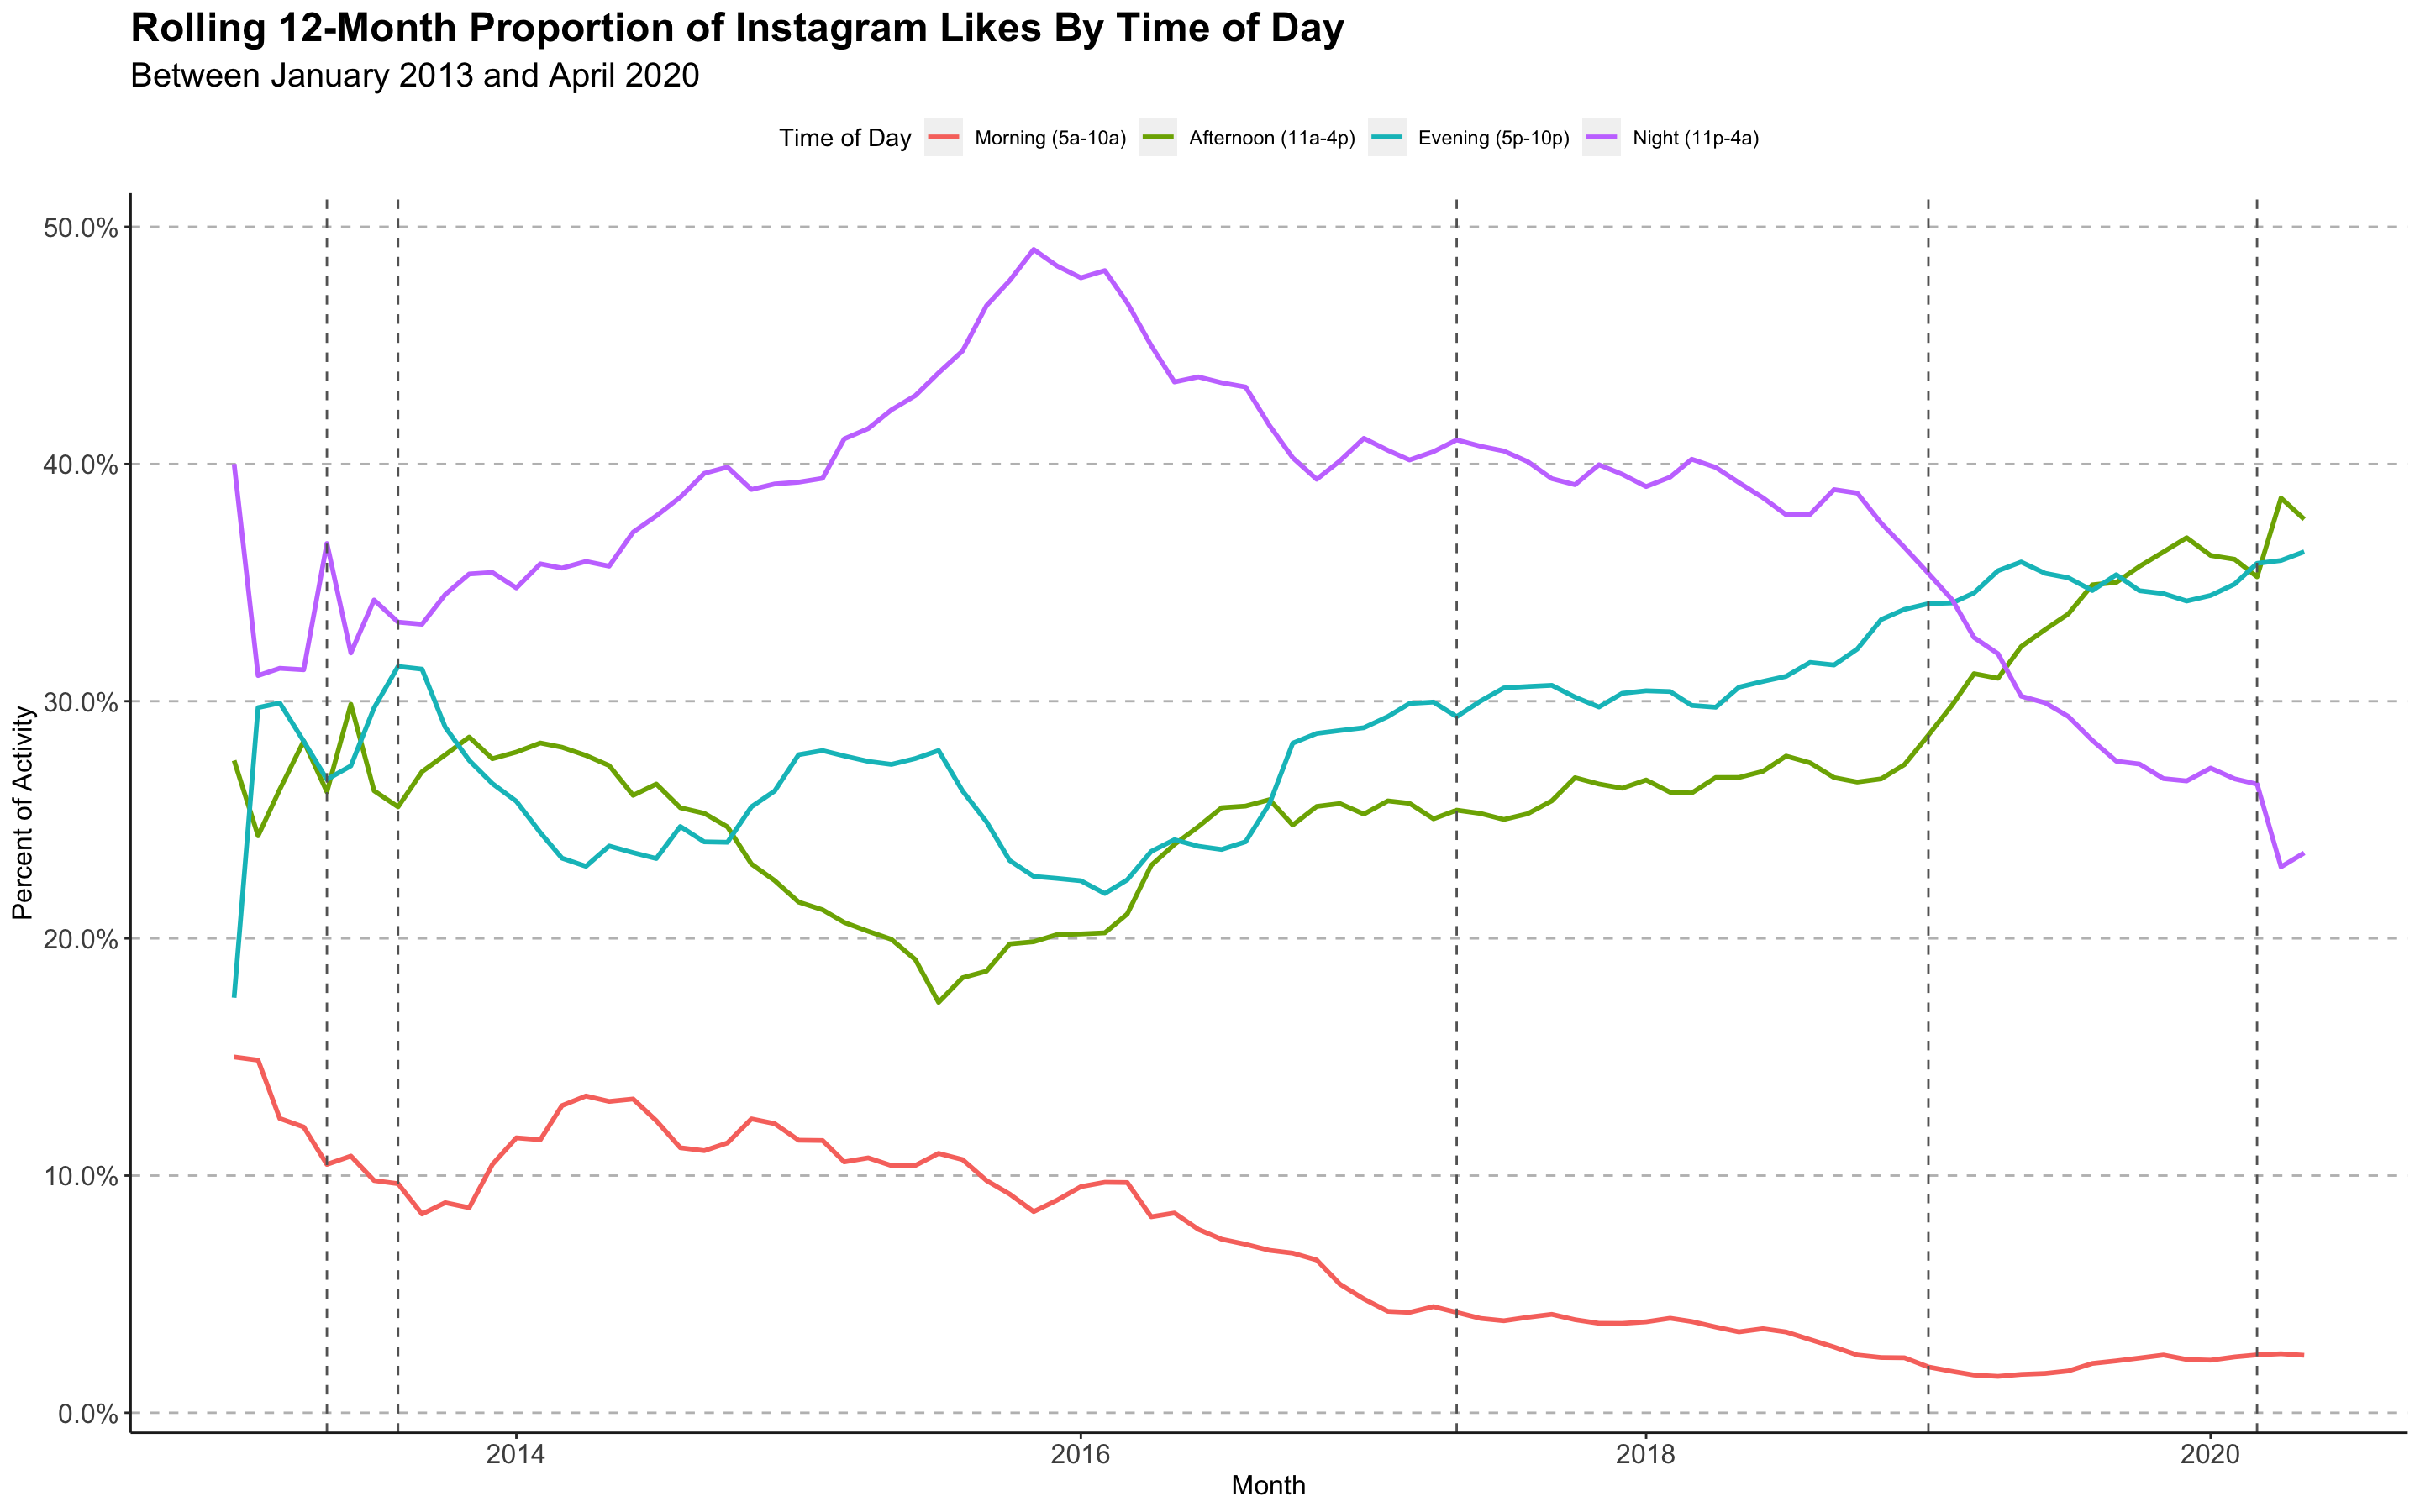 Rolling 12-Month Proportion of Instagram Likes By Time of Day
Between January 2013 and April 2020
Time of Day Morning (5a-10a) Afternoon (11a-4p) Evening (5p-10p) Night (11p-4a)
50.0%
40.0%
30.0%
20.0%
10.0%
0.0%
Percent of Activity
2014 2016 2018 2020
Month